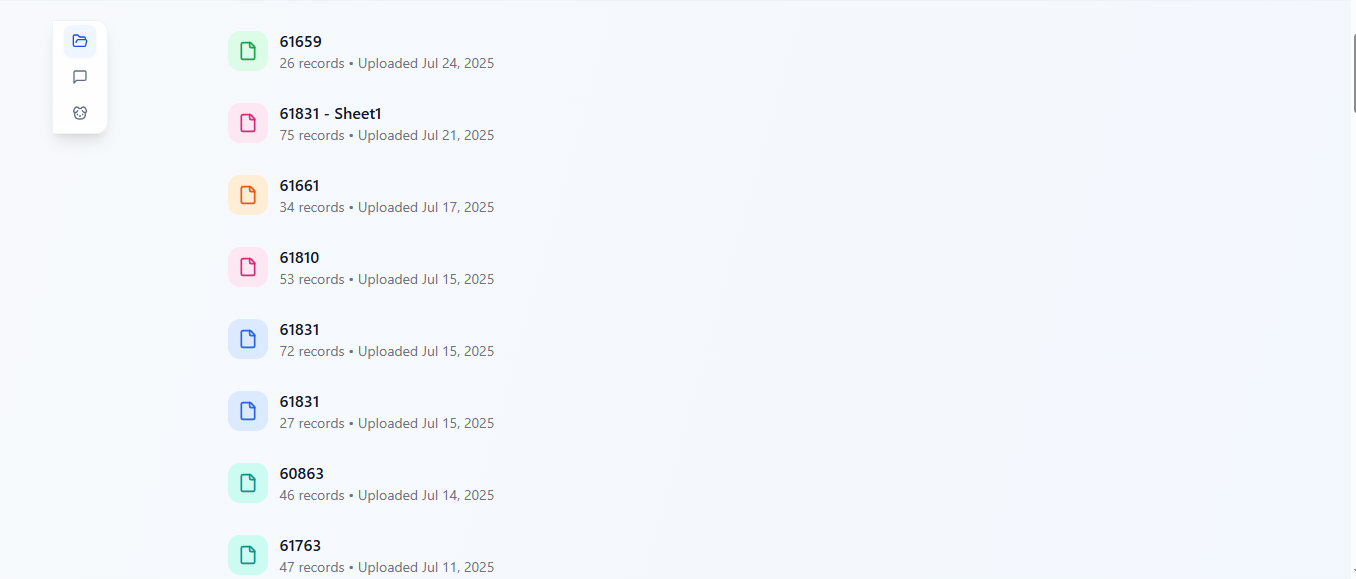 61659
26 records • Uploaded Jul 24, 2025
61831 - Sheet1
75 records • Uploaded Jul 21, 2025
61661
34 records • Uploaded Jul 17, 2025
61810
53 records • Uploaded Jul 15, 2025
61831
72 records • Uploaded Jul 15, 2025
61831
27 records • Uploaded Jul 15, 2025
60863
46 records • Uploaded Jul 14, 2025
61763
47 records • Uploaded Jul 11, 2025